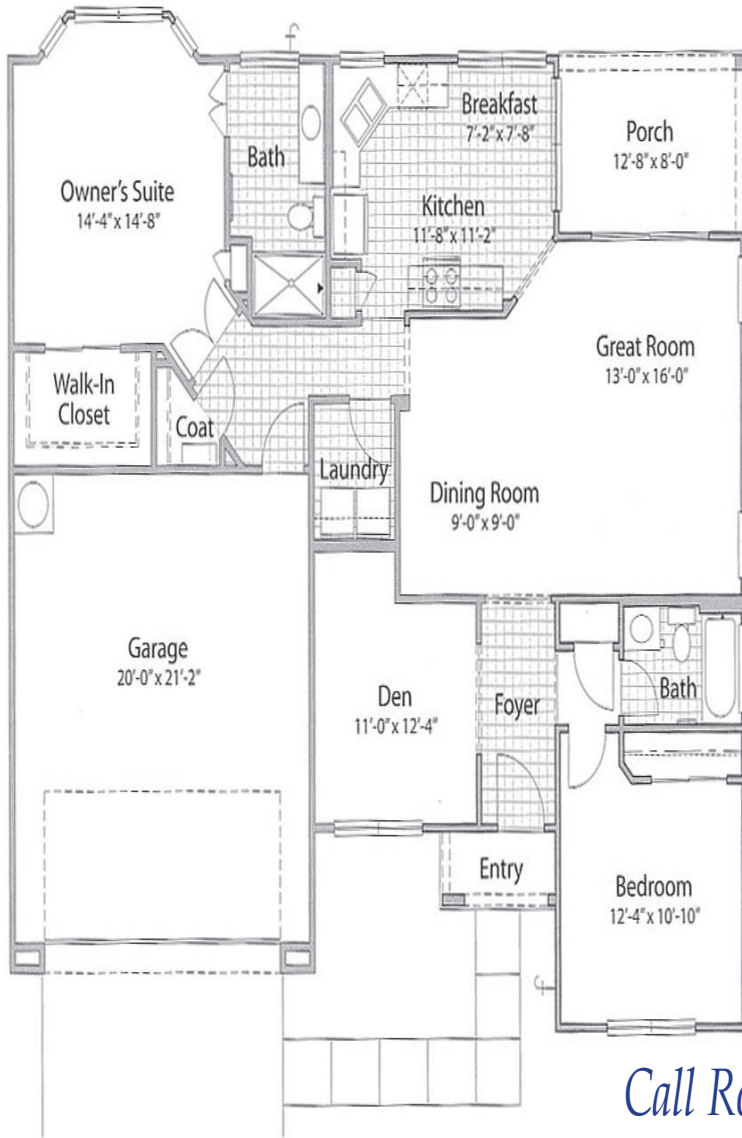 Owner's Suite
14'-4" x 14'-8"
Bath
Breakfast
7'-2" x 7'-8"
Kitchen
11'-8" x 11'-2"
Porch
12'-8" x 8'-0"
Great Room
13'-0" x 16'-0"
Walk-In
Closet
Coat
Laundry
Dining Room
9'-0" x 9'-0"
Garage
20'-0" x 21'-2"
Den
11'-0" x 12'-4"
Foyer
Bath
Entry
Bedroom
12'-4" x 10'-10"
Call